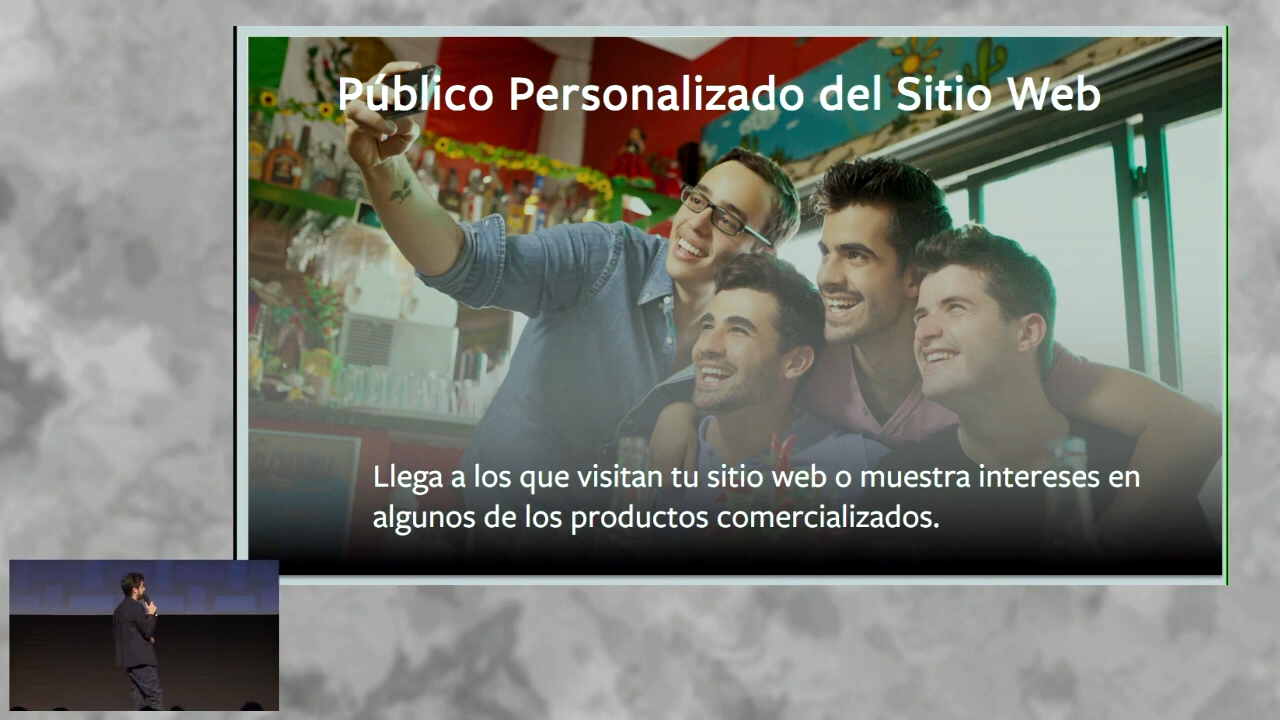 Público Personalizado del Sitio Web
Llega a los que visitan tu sitio web o muestra intereses en
algunos de los productos comercializados.